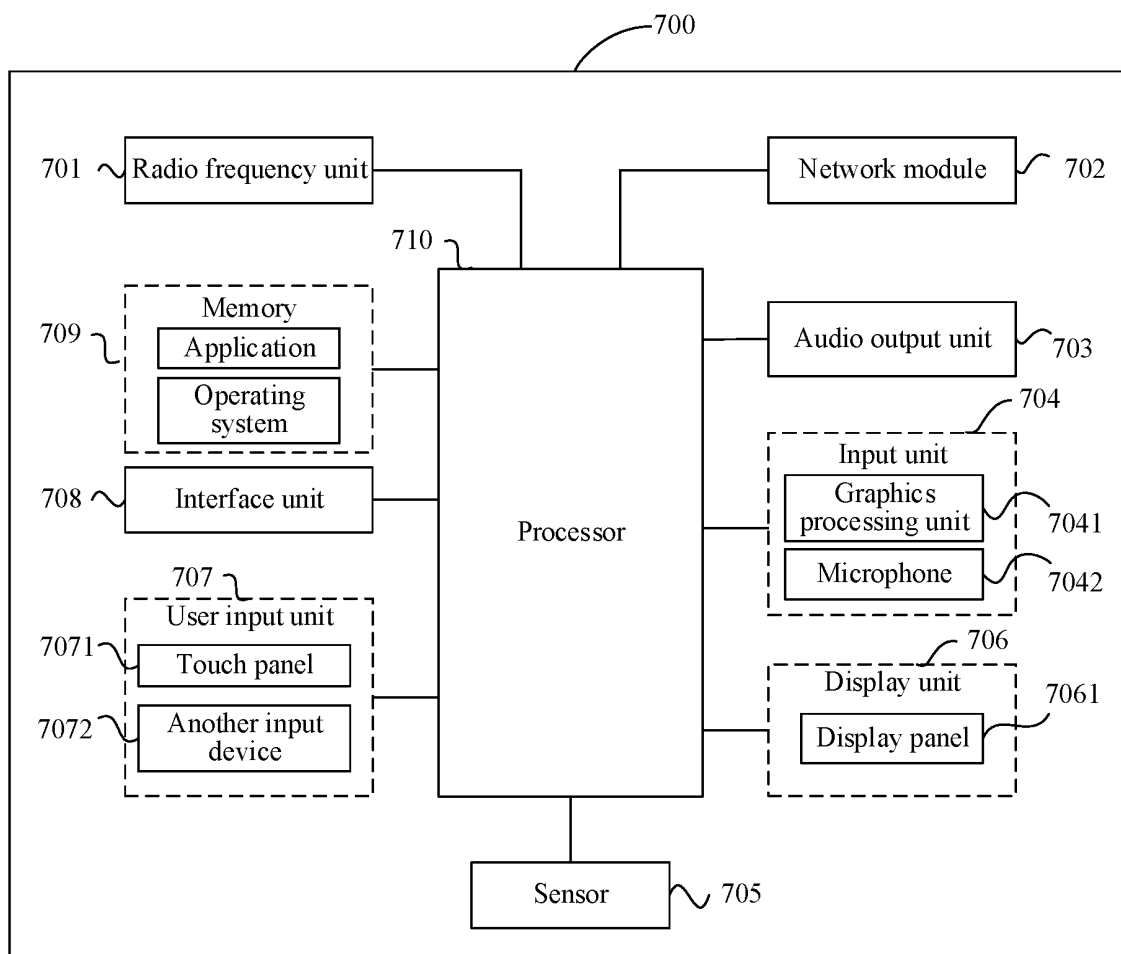 700
701
Radio frequency unit
Network module
702
710
709
Memory
Application
Operating
system
Audio output unit
703
704
Input unit
Graphics
processing unit
7041
Microphone
7042
708
Interface unit
Processor
707
User input unit
7071
Touch panel
7072
Another input
device
706
Display unit
7061
Display panel
Sensor
705